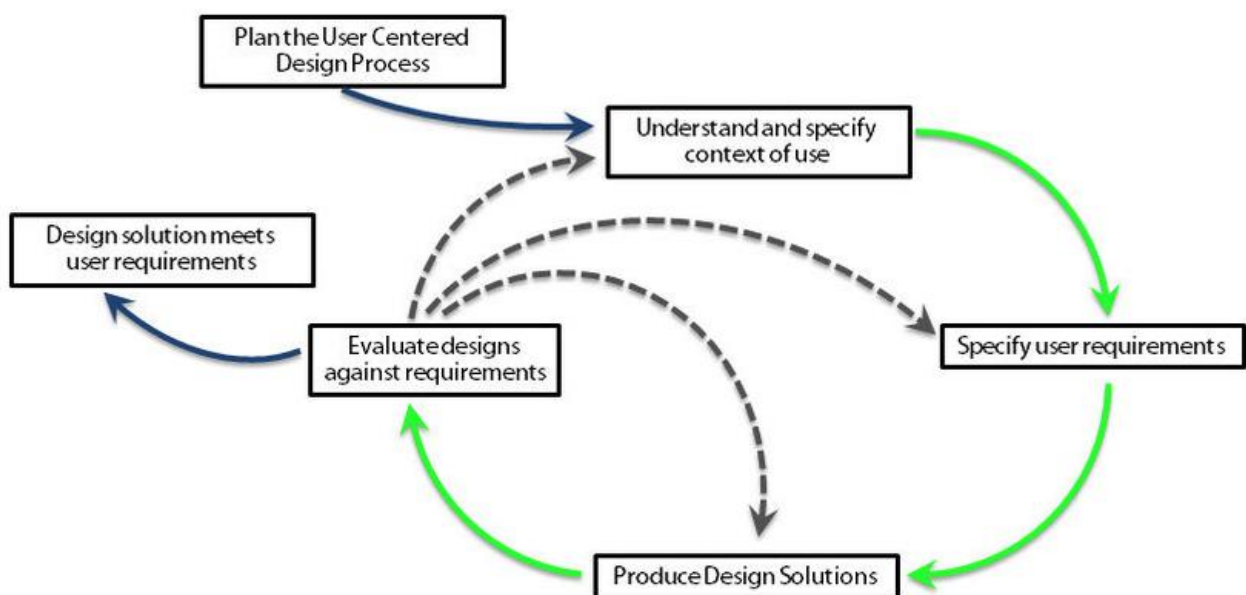 Plan the User Centered
Design Process
Understand and specify
context of use
Design solution meets
user requirements
Evaluate designs
against requirements
Specify user requirements
Produce Design Solutions